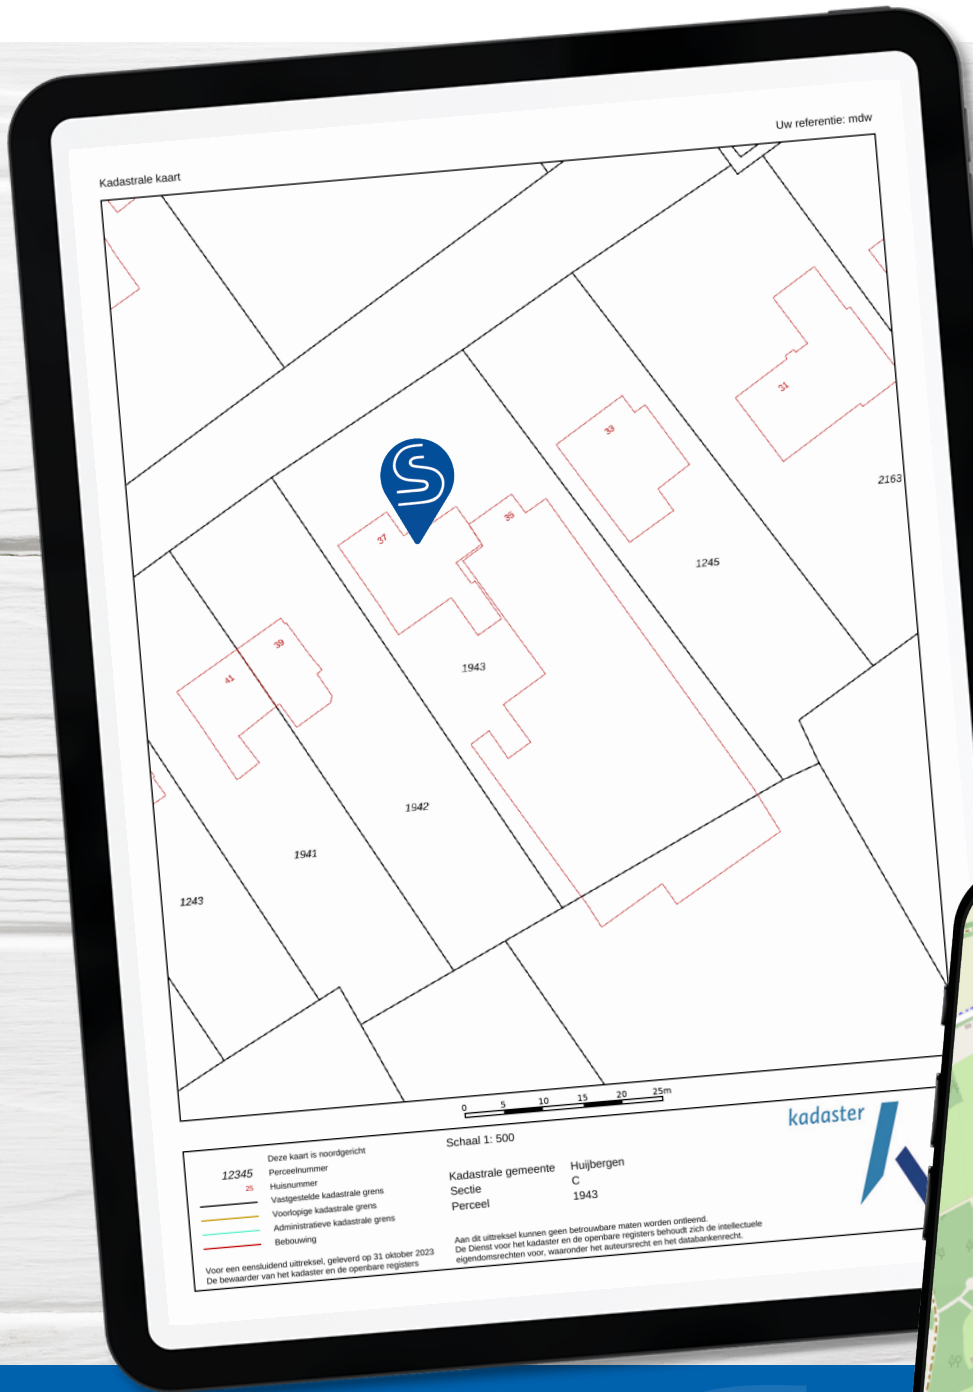 Uw referentie: mdw
Kadastrale kaart
31
33
2163
35
37
1245
39
1943
41
1942
1941
1243
0 5 10 15 20 25m
Schaal 1: 500
kadaster
Deze kaart is noordgericht
12345 Perceelnummer
25 Huisnummer
Vastgestelde kadastrale grens
Voorlopige kadastrale grens
Administratieve kadastrale grens
Bebouwing
Kadastrale gemeente Huijbergen
Sectie C
Perceel 1943
Voor een eensluidend uittreksel, geleverd op 31 oktober 2023
De bewaarder van het kadaster en de openbare registers
Aan dit uittreksel kunnen geen betrouwbare maten worden ontleend.
De Dienst voor het kadaster en de openbare registers behoudt zich de intellectuele
eigendomsrechten voor, waaronder het auteursrecht en het databankenrecht.